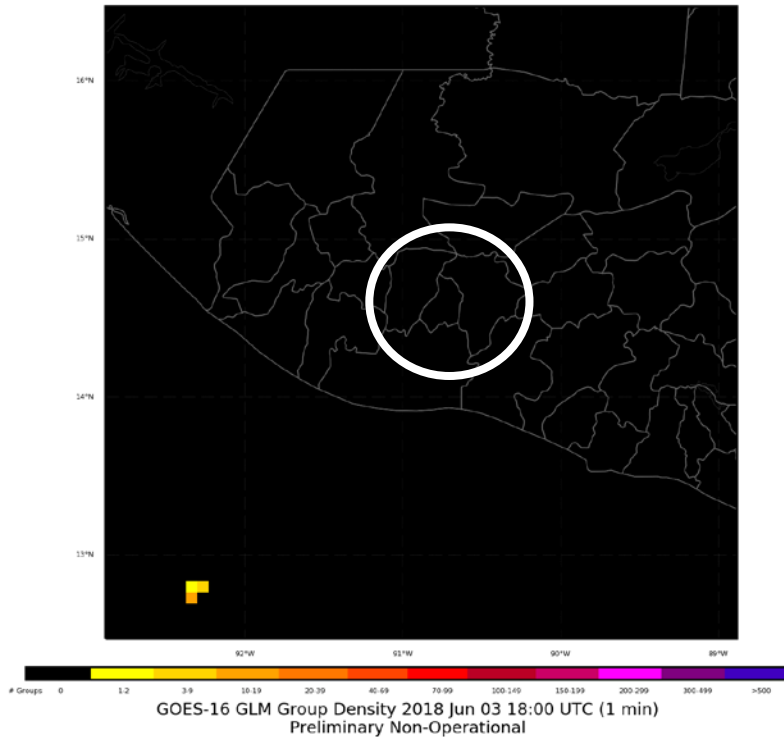 16°N
15°N
14°N
13°N
92°W 91°W 90°W 89°W
# Groups 0 1-2 3-9 10-19 20-39 40-69 70-99 100-149 150-199 200-299 300-499 >500
GOES-16 GLM Group Density 2018 Jun 03 18:00 UTC (1 min)
Preliminary Non-Operational